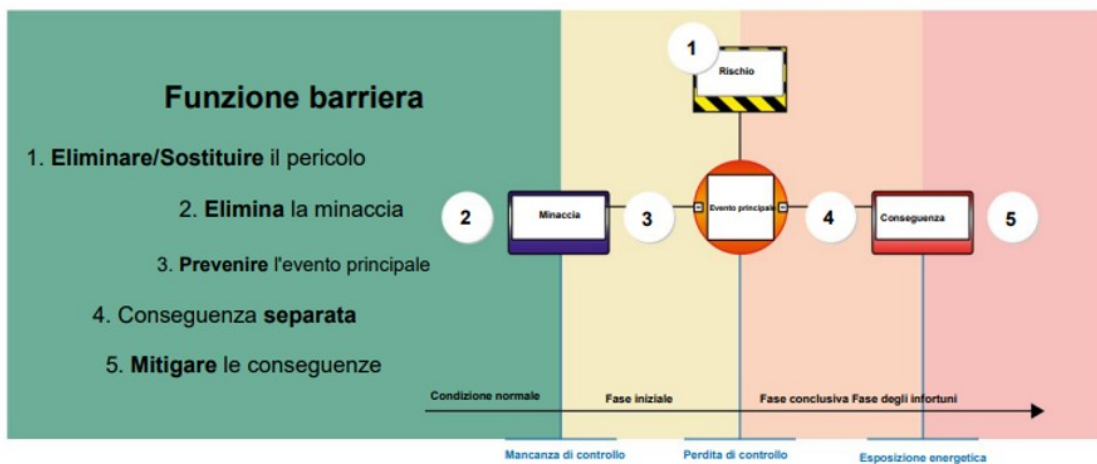 Funzione barriera
1. Eliminare/Sostituire il pericolo
2. Elimina la minaccia
3. Prevenire l'evento principale
4. Conseguenza separata
5. Mitigare le conseguenze
1
Rischio
2
Minaccia
3
Evento principale
4
Conseguenza
5
Condizione normale
Fase iniziale
Fase conclusiva Fase degli infortuni
Mancanza di controllo
Perdita di controllo
Esposizione energetica